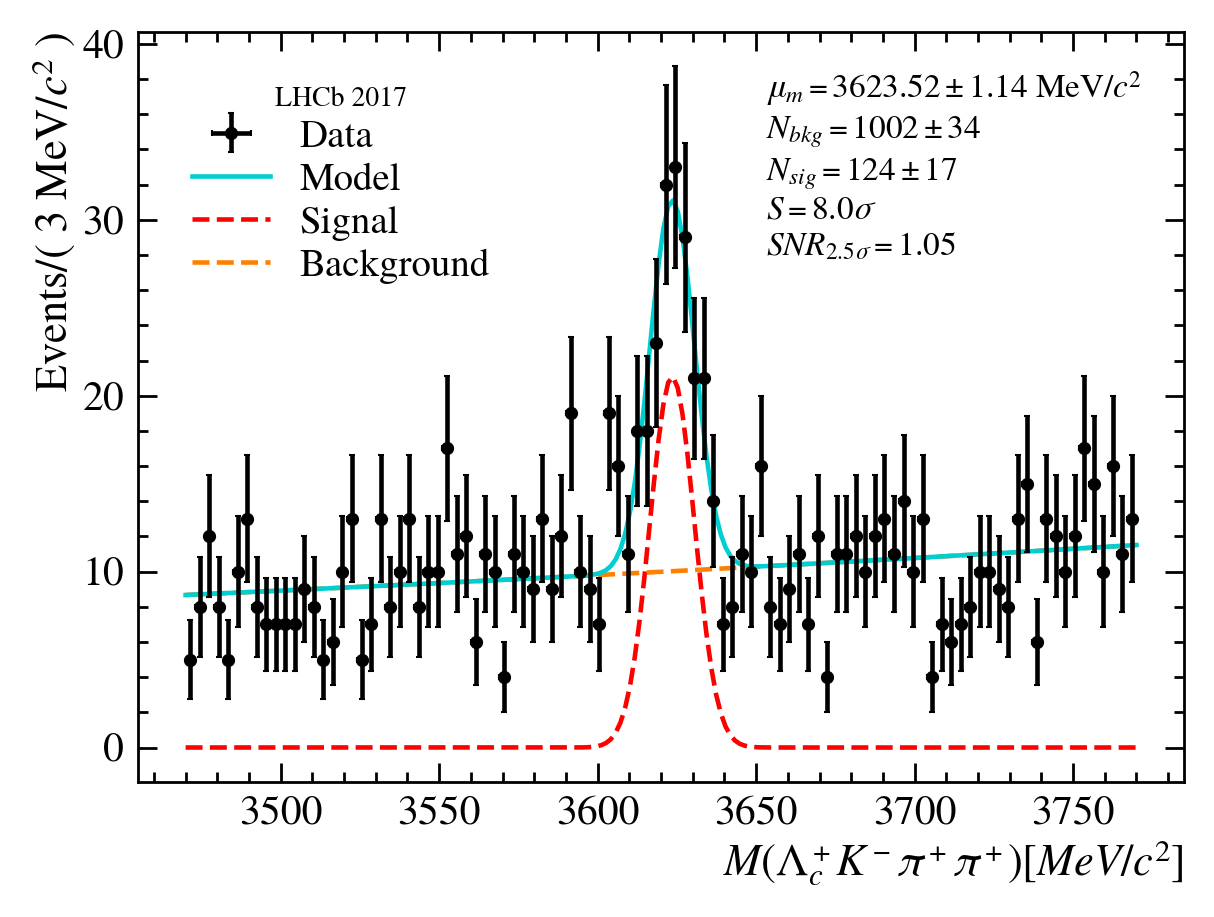 Events/( 3 MeV/c² )
40
30
20
10
0
LHCb 2017
Data
Model
Signal
Background
μ_m = 3623.52 ± 1.14 MeV/c²
N_bkg = 1002 ± 34
N_sig = 124 ± 17
S = 8.0σ
SNR_2.5σ = 1.05
3500 3550 3600 3650 3700 3750
M(Λ_c⁺K⁻π⁺π⁺)[MeV/c²]